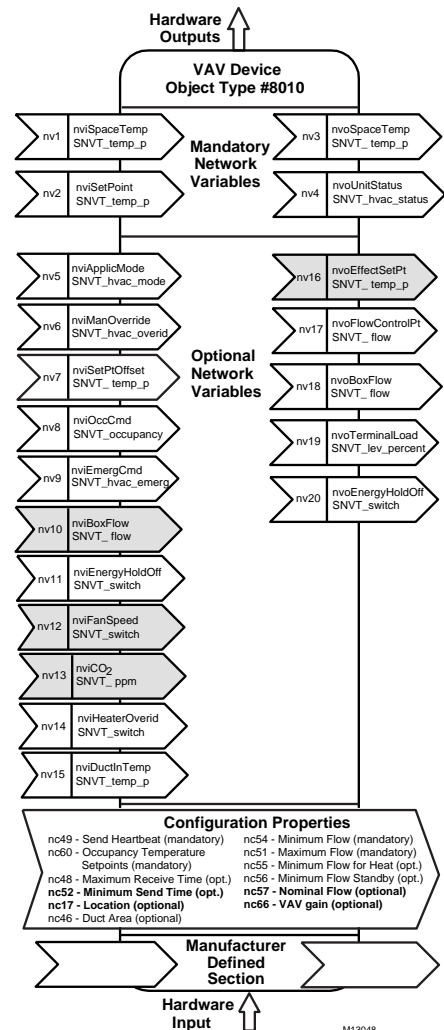 Hardware
Outputs
VAV Device
Object Type #8010
nv1
nviSpaceTemp
SNVT_temp_p
nv2
nviSetPoint
SNVT_temp_p
Mandatory
Network
Variables
nv3
nvoSpaceTemp
SNVT_ temp_p
nv4
nvoUnitStatus
SNVT_hvac_status
nv5
nviApplicMode
SNVT_hvac_mode
nv6
nviManOverride
SNVT_hvac_overid
nv7
nviSetPtOffset
SNVT_ temp_p
nv8
nviOccCmd
SNVT_occupancy
nv9
nviEmergCmd
SNVT_hvac_emerg
nv10
nviBoxFlow
SNVT_ flow
nv11
nviEnergyHoldOff
SNVT_switch
nv12
nviFanSpeed
SNVT_switch
nv13
nviCO2
SNVT_ ppm
nv14
nviHeaterOverid
SNVT_switch
nv15
nviDuctInTemp
SNVT_temp_p
Optional
Network
Variables
nv16
nvoEffectSetPt
SNVT_ temp_p
nv17
nvoFlowControlPt
SNVT_ flow
nv18
nvoBoxFlow
SNVT_ flow
nv19
nvoTerminalLoad
SNVT_lev_percent
nv20
nvoEnergyHoldOff
SNVT_switch
Configuration Properties
nc49 - Send Heartbeat (mandatory)
nc60 - Occupancy Temperature
Setpoints (mandatory)
nc48 - Maximum Receive Time (opt.)
nc52 - Minimum Send Time (opt.)
nc17 - Location (optional)
nc46 - Duct Area (optional)
nc54 - Minimum Flow (mandatory)
nc51 - Maximum Flow (mandatory)
nc55 - Minimum Flow for Heat (opt.)
nc56 - Minimum Flow Standby (opt.)
nc57 - Nominal Flow (optional)
nc66 - VAV gain (optional)
Manufacturer
Defined
Section
Hardware
Input
M13048